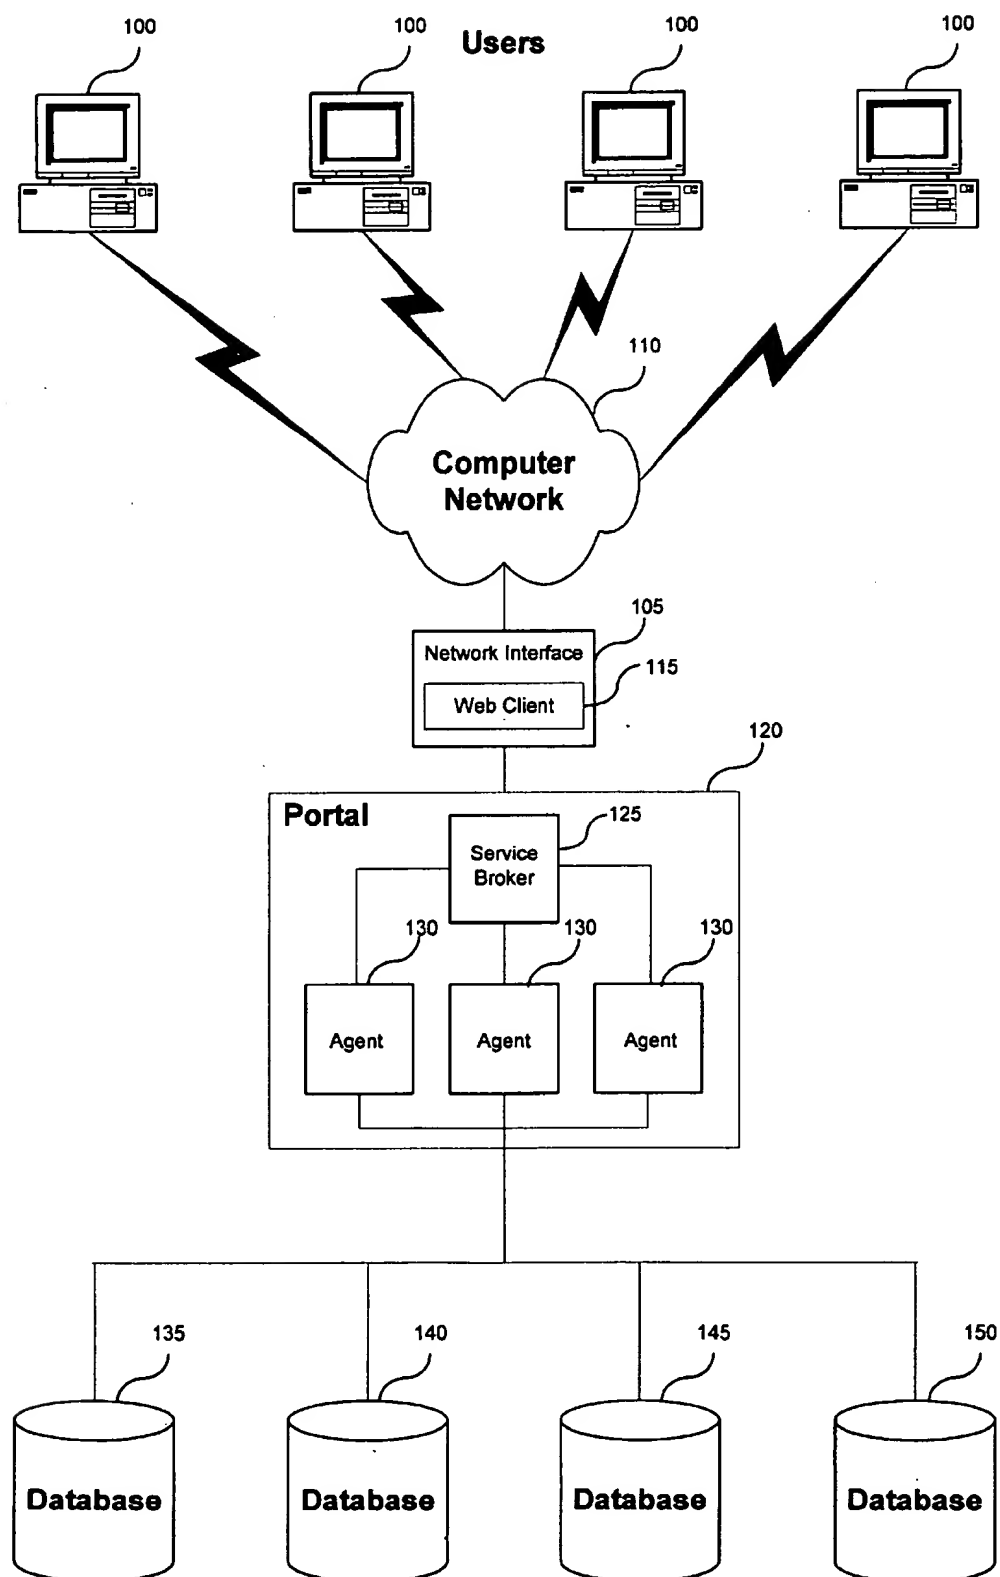 100
100
Users
100
100
110
Computer
Network
105
Network Interface
115
Web Client
120
Portal
125
Service
Broker
130
130
130
Agent
Agent
Agent
135
140
145
150
Database
Database
Database
Database